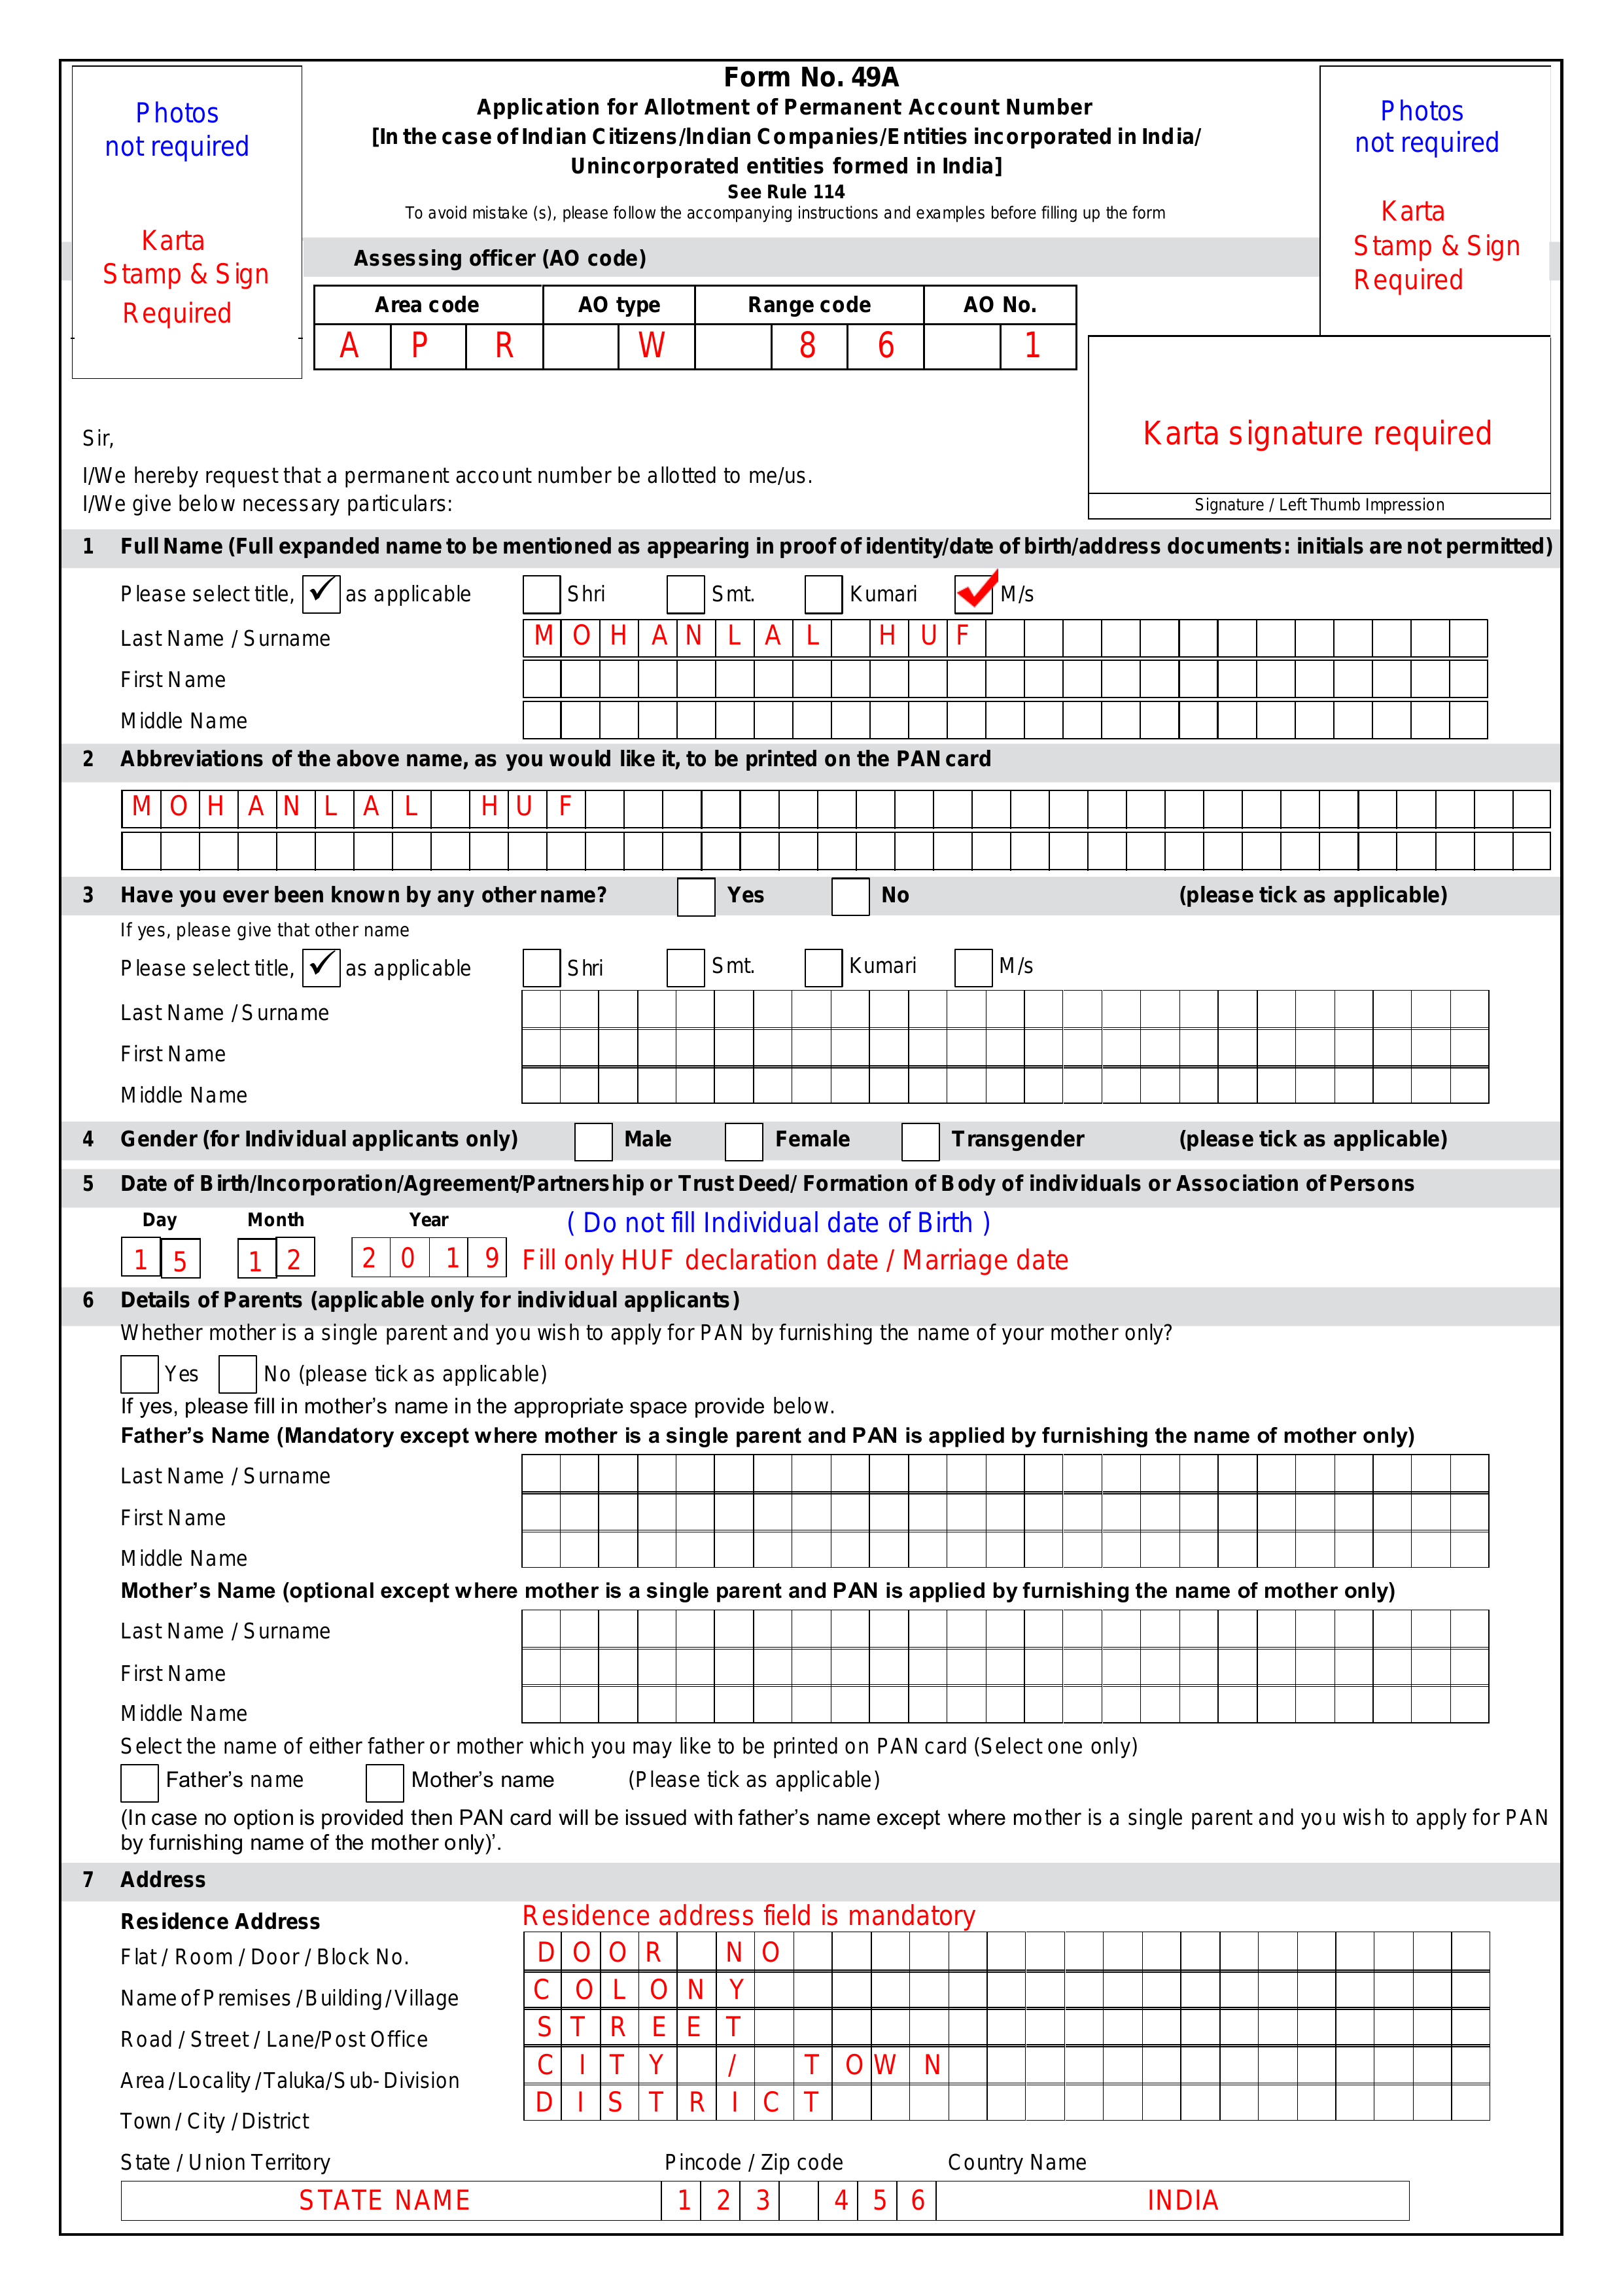 Form No. 49A
Application for Allotment of Permanent Account Number
[In the case of Indian Citizens/lndian Companies/Entities incorporated in India/
Unincorporated entities formed in India]
See Rule 114
To avoid mistake (s), please follow the accompanying instructions and examples before filling up the form
Photos
not required
Karta
Stamp & Sign
Required
Photos
not required
Karta
Stamp & Sign
Required
Assessing officer (AO code)
Area code AO type Range code AO No.
A P R W 8 6 1
Karta signature required
Signature / Left Thumb Impression
Sir,
I/We hereby request that a permanent account number be allotted to me/us.
I/We give below necessary particulars:
1 Full Name (Full expanded name to be mentioned as appearing in proof of identity/date of birth/address documents: initials are not permitted)
Please select title, ✓ as applicable Shri Smt. Kumari ✓ M/s
Last Name / Surname MOHANLAL HUF
First Name
Middle Name
2 Abbreviations of the above name, as you would like it, to be printed on the PAN card
MOHANLAL HUF
3 Have you ever been known by any other name? Yes No (please tick as applicable)
If yes, please give that other name
Please select title, ✓ as applicable Shri Smt. Kumari M/s
Last Name / Surname
First Name
Middle Name
4 Gender (for Individual applicants only) Male Female Transgender (please tick as applicable)
5 Date of Birth/Incorporation/Agreement/Partnership or Trust Deed/ Formation of Body of individuals or Association of Persons
Day Month Year ( Do not fill Individual date of Birth )
1 5 1 2 2 0 1 9 Fill only HUF declaration date / Marriage date
6 Details of Parents (applicable only for individual applicants)
Whether mother is a single parent and you wish to apply for PAN by furnishing the name of your mother only?
Yes No (please tick as applicable)
If yes, please fill in mother’s name in the appropriate space provide below.
Father’s Name (Mandatory except where mother is a single parent and PAN is applied by furnishing the name of mother only)
Last Name / Surname
First Name
Middle Name
Mother’s Name (optional except where mother is a single parent and PAN is applied by furnishing the name of mother only)
Last Name / Surname
First Name
Middle Name
Select the name of either father or mother which you may like to be printed on PAN card (Select one only)
Father’s name Mother’s name (Please tick as applicable)
(In case no option is provided then PAN card will be issued with father’s name except where mother is a single parent and you wish to apply for PAN
by furnishing name of the mother only)’.
7 Address
Residence Address Residence address field is mandatory
Flat / Room / Door / Block No. DOOR NO
Name of Premises / Building / Village COLONY
Road / Street / Lane/Post Office STREET
Area / Locality / Taluka/ Sub- Division CITY / TOWN
Town / City / District DISTRICT
State / Union Territory Pincode / Zip code Country Name
STATE NAME 123 456 INDIA